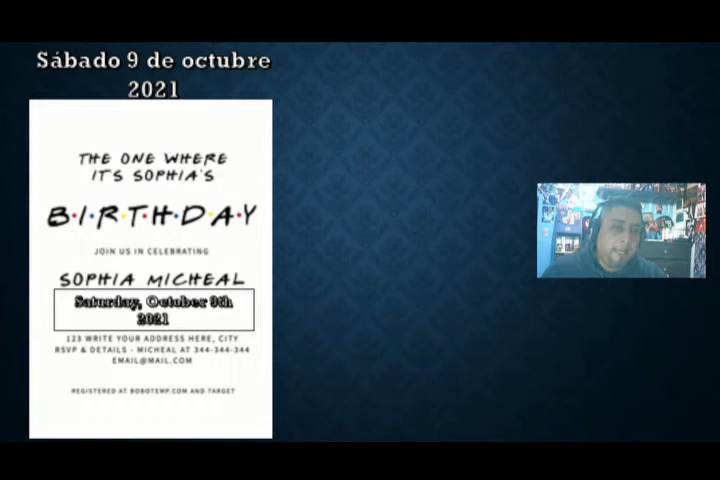 Sábado 9 de octubre
2021
THE ONE WHERE
ITS SOPHIA'S
B·I·R·T·H·D·A·Y
JOIN US IN CELEBRATING
SOPHIA MICHEAL
Saturday, October 9th
2021
123 WRITE YOUR ADDRESS HERE, CITY
RSVP & DETAILS - MICHEAL AT 344-344-344
EMAIL@MAIL.COM
REGISTERED AT BOBOTEMP.COM AND TARGET